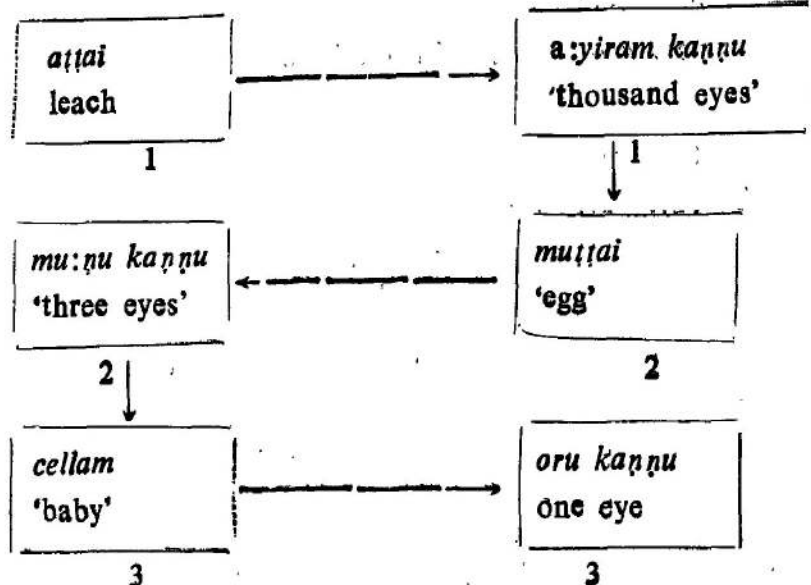 aṭṭai
leach
1
a:yiram kaṇṇu
'thousand eyes'
1
muṭṭai
'egg'
2
mu:ṇu kaṇṇu
'three eyes'
2
cellam
'baby'
3
oru kaṇṇu
one eye
3